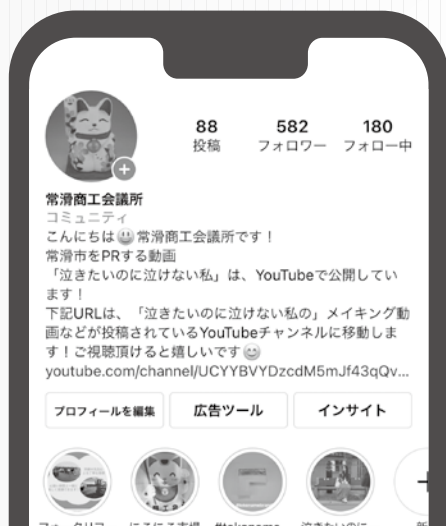 88 582 180
投稿 フォロワー フォロー中
常滑商工会議所
コミュニティ
こんにちは😃常滑商工会議所です！
常滑市をPRする動画
「泣きたいのに泣けない私」は、YouTubeで公開してい
ます！
下記URLは、「泣きたいのに泣けない私の」メイキング動
画などが投稿されているYouTubeチャンネルに移動しま
す！ご視聴頂けると嬉しいです😊
youtube.com/channel/UCYYBVYDzcdM5mJf43qQv...
プロフィールを編集 広告ツール インサイト